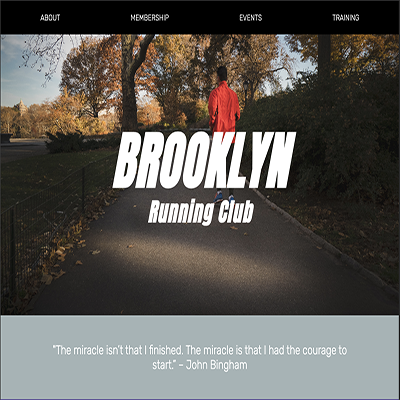 ABOUT MEMBERSHIP EVENTS TRAINING
BROOKLYN
Running Club
"The miracle isn't that I finished. The miracle is that I had the courage to
start." - John Bingham